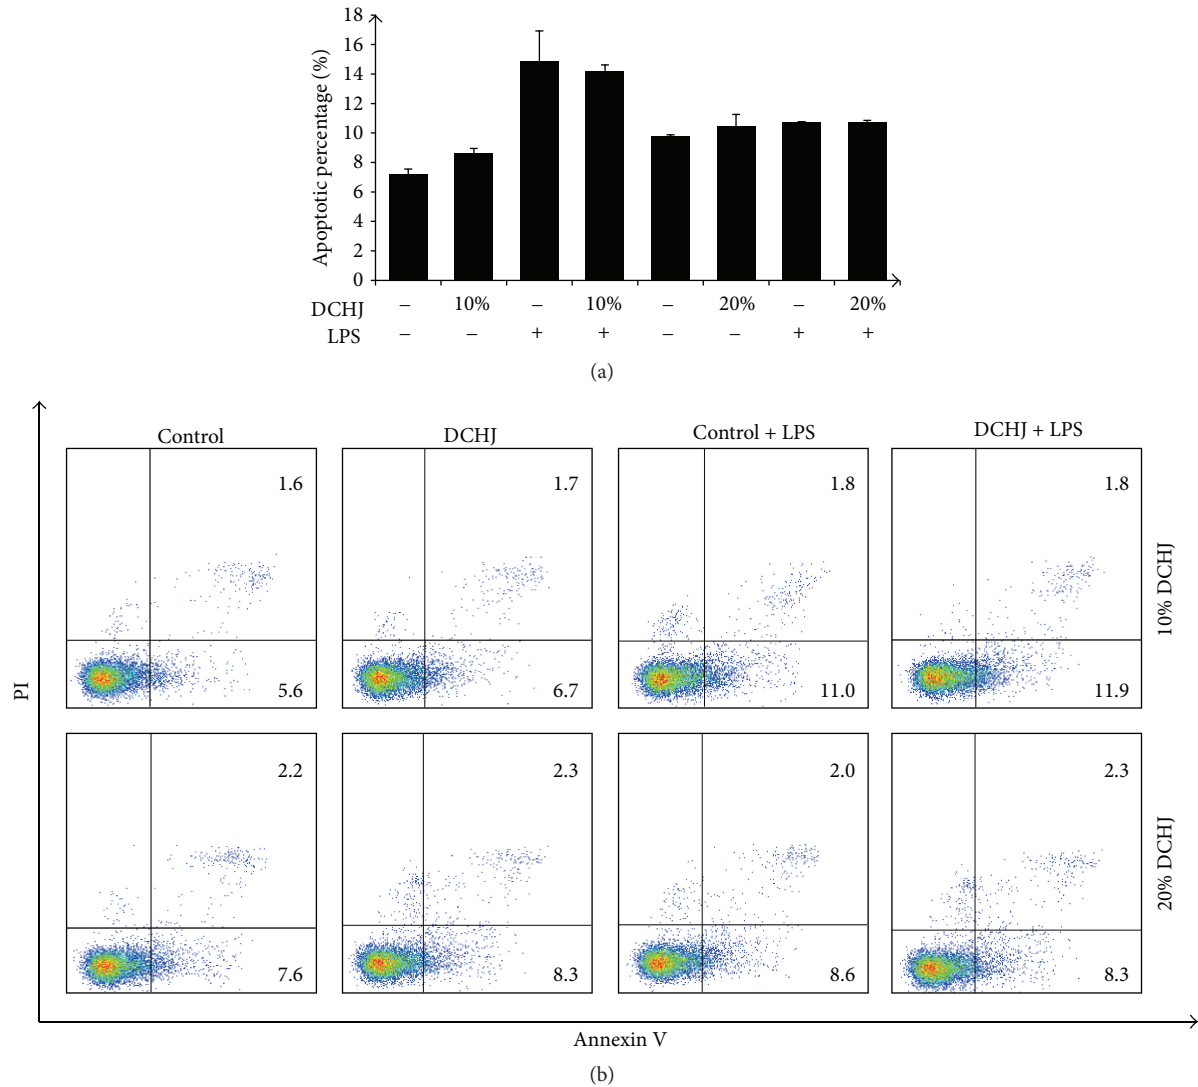 18
16
14
12
10
8
6
4
2
0
Apoptotic percentage (%)
DCHJ – 10% – 10% – 20% – 20%
LPS – – + + – – + +
(a)
Control DCHJ Control + LPS DCHJ + LPS
1.6 1.7 1.8 1.8
5.6 6.7 11.0 11.9
10% DCHJ
PI
2.2 2.3 2.0 2.3
7.6 8.3 8.6 8.3
20% DCHJ
Annexin V
(b)